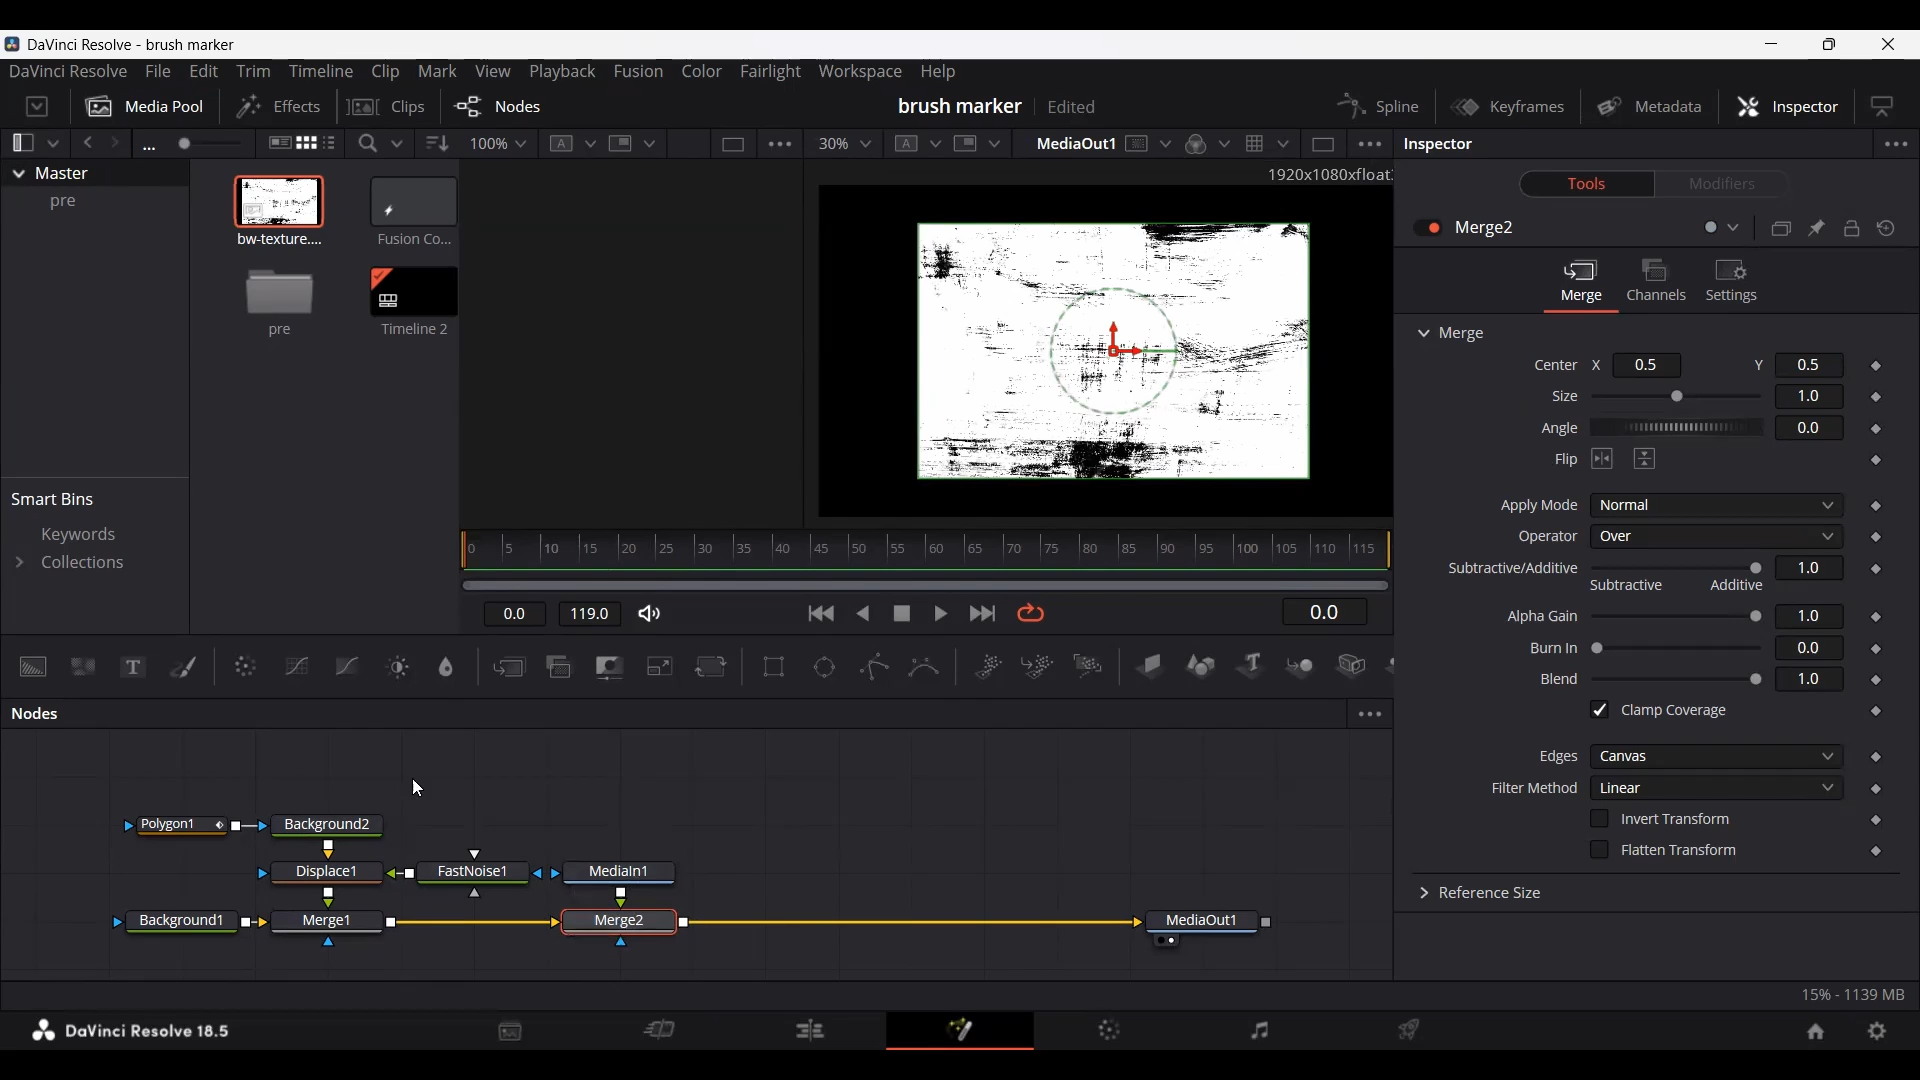 DaVinci Resolve - brush marker
DaVinci Resolve File Edit Trim Timeline Clip Mark View Playback Fusion Color Fairlight Workspace Help
Media Pool Effects Clips Nodes brush marker Edited Spline Keyframes Metadata Inspector
... 100% A 30% A MediaOut1 Inspector
Master
pre
bw-texture....
Fusion Co...
pre
Timeline 2
Smart Bins
Keywords
Collections
1920x1080xfloat
0 5 10 15 20 25 30 35 40 45 50 55 60 65 70 75 80 85 90 95 100 105 110 115
0.0 119.0 0.0
Nodes
Polygon1 Background2
Displace1 FastNoise1 MediaIn1
Background1 Merge1 Merge2 MediaOut1
Tools Modifiers
Merge2
Merge Channels Settings
Merge
Center X 0.5 Y 0.5
Size 1.0
Angle 0.0
Flip
Apply Mode Normal
Operator Over
Subtractive/Additive 1.0
Subtractive Additive
Alpha Gain 1.0
Burn In 0.0
Blend 1.0
Clamp Coverage
Edges Canvas
Filter Method Linear
Invert Transform
Flatten Transform
Reference Size
15% - 1139 MB
DaVinci Resolve 18.5